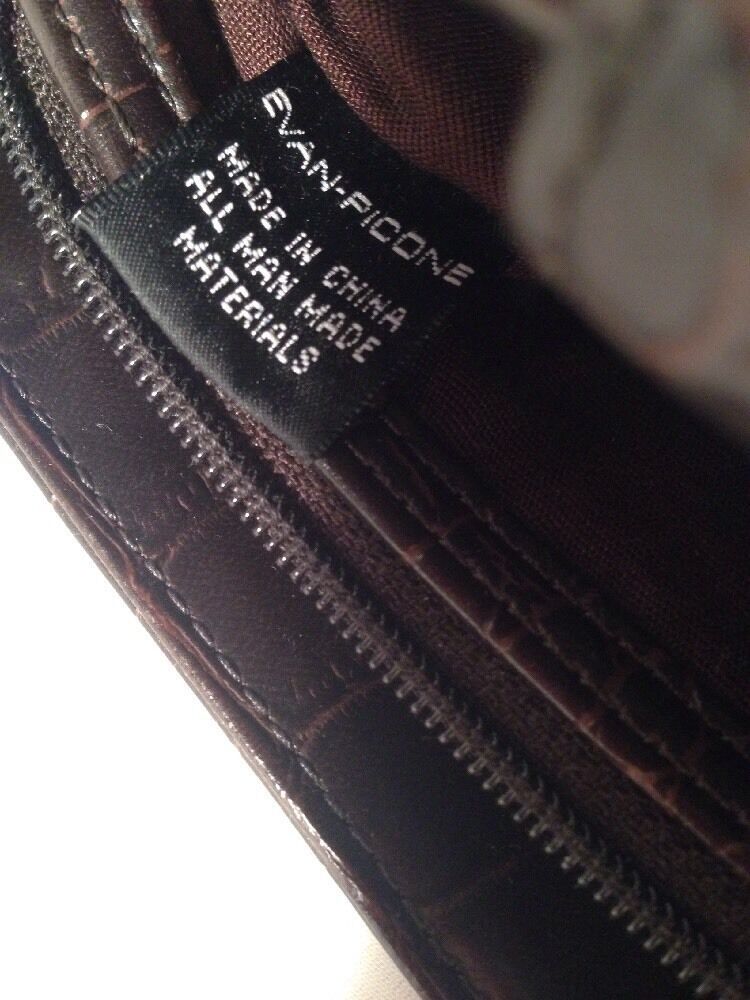 EVAN-PICONE
MADE IN CHINA
ALL MAN MADE
MATERIALS